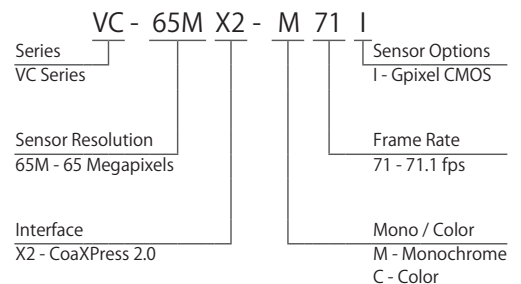 VC - 65M X2 - M 71 I
Series
VC Series
Sensor Options
I - Gpixel CMOS
Sensor Resolution
65M - 65 Megapixels
Frame Rate
71 - 71.1 fps
Interface
X2 - CoaXPress 2.0
Mono / Color
M - Monochrome
C - Color